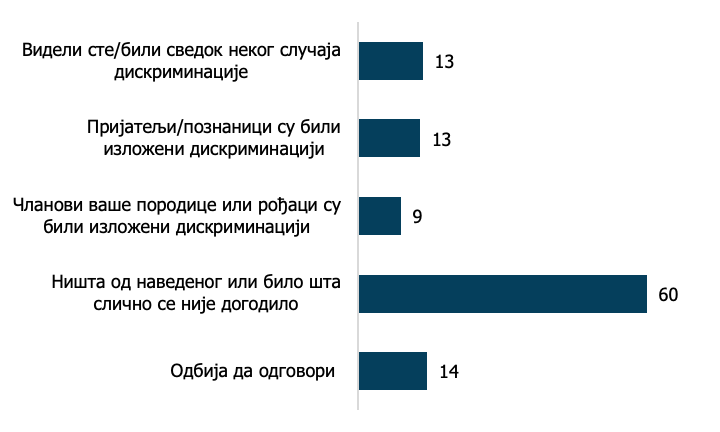 Видели сте/били сведок неког случаја
дискриминације
13
Пријатељи/познаници су били
изложени дискриминацији
13
Чланови ваше породице или рођаци су
били изложени дискриминацији
9
Ништа од наведеног или било шта
слично се није догодило
60
Одбија да одговори
14